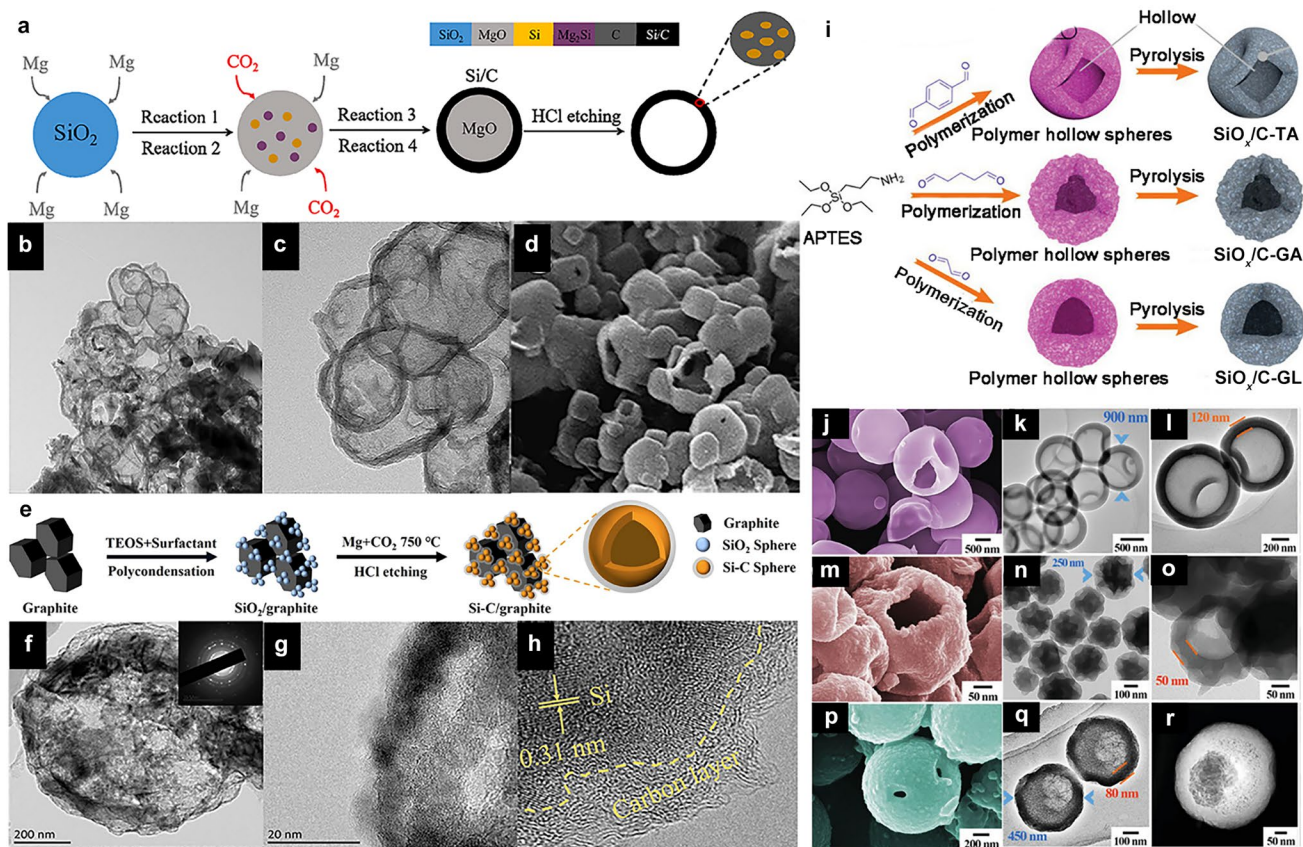 a
SiO₂ MgO Si Mg₂Si C Si/C
Mg
Mg
CO₂
Mg
Si/C
SiO₂
Reaction 1
Reaction 2
Reaction 3
Reaction 4
MgO
HCl etching
Mg
Mg
Mg
CO₂
b
c
d
e
TEOS+Surfactant
Polycondensation
Mg+CO₂ 750 °C
HCl etching
Graphite
SiO₂/graphite
Si-C/graphite
Graphite
SiO₂ Sphere
Si-C Sphere
f
200 nm
g
20 nm
h
Si
0.31 nm
Carbon layer
i
Hollow
Pyrolysis
O
O
Polymerization
Polymer hollow spheres
SiOₓ/C-TA
NH₂
O
Si
O
O
APTES
O
O
Polymerization
Pyrolysis
Polymer hollow spheres
SiOₓ/C-GA
O
O
Polymerization
Pyrolysis
Polymer hollow spheres
SiOₓ/C-GL
j
500 nm
k
900 nm
500 nm
l
120 nm
200 nm
m
50 nm
n
250 nm
100 nm
o
50 nm
50 nm
p
200 nm
q
80 nm
450 nm
100 nm
r
50 nm